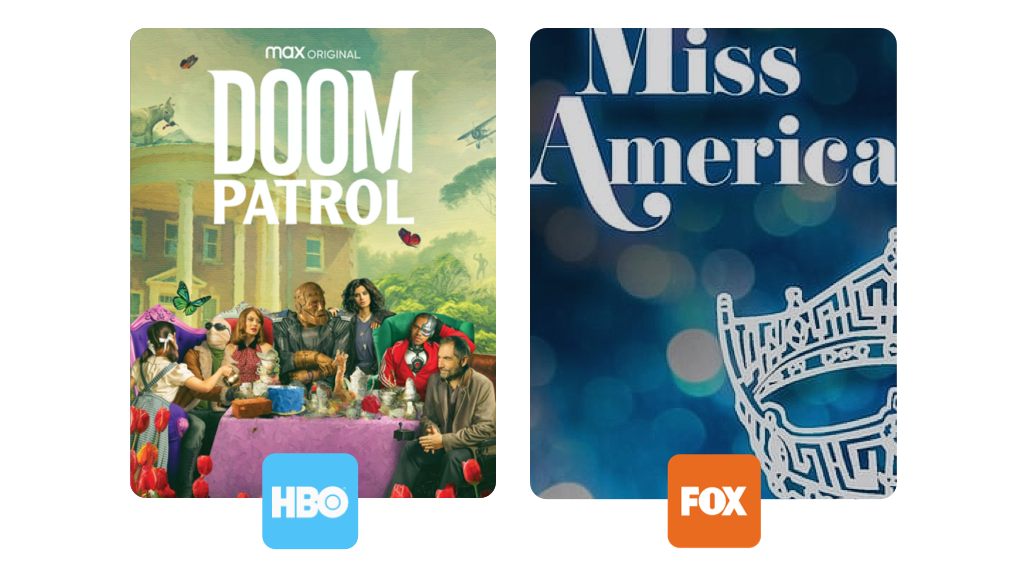 max ORIGINAL
DOOM
PATROL
HBO
Miss
America
FOX